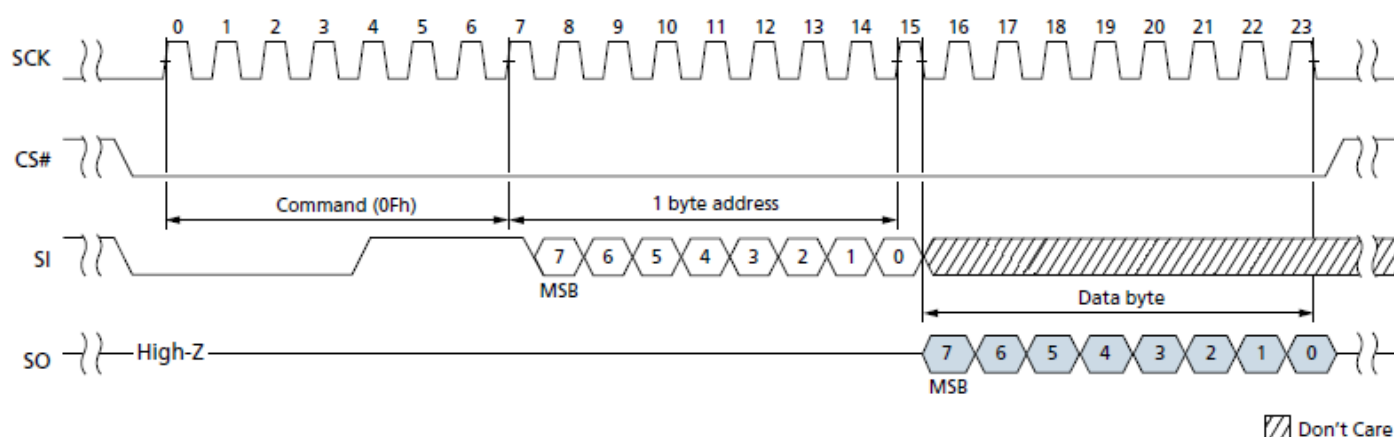 0 1 2 3 4 5 6 7 8 9 10 11 12 13 14 15 16 17 18 19 20 21 22 23
SCK
CS#
Command (0Fh) 1 byte address
SI 7 6 5 4 3 2 1 0
MSB
Data byte
SO High-Z 7 6 5 4 3 2 1 0
MSB
Don't Care